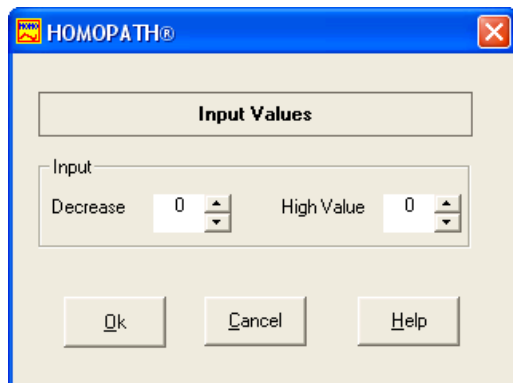 HOMOPATH®
Input Values
Input
Decrease 0 High Value 0
Ok Cancel Help